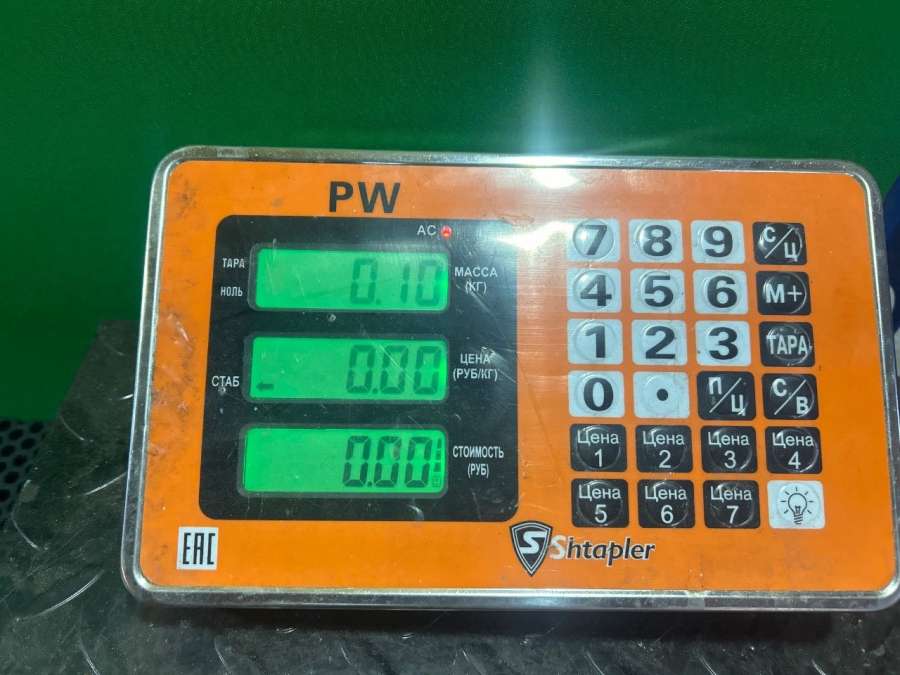 PW
AC
ТАРА
НОЛЬ
0.10
МАССА
(КГ)
СТАБ
0.00
ЦЕНА
(РУБ/КГ)
0.00
СТОИМОСТЬ
(РУБ)
7 8 9 С/Ц
4 5 6 М+
1 2 3 ТАРА
0 . П/Ц С/В
Цена 1 Цена 2 Цена 3 Цена 4
Цена 5 Цена 6 Цена 7
EAC
S Shtapler